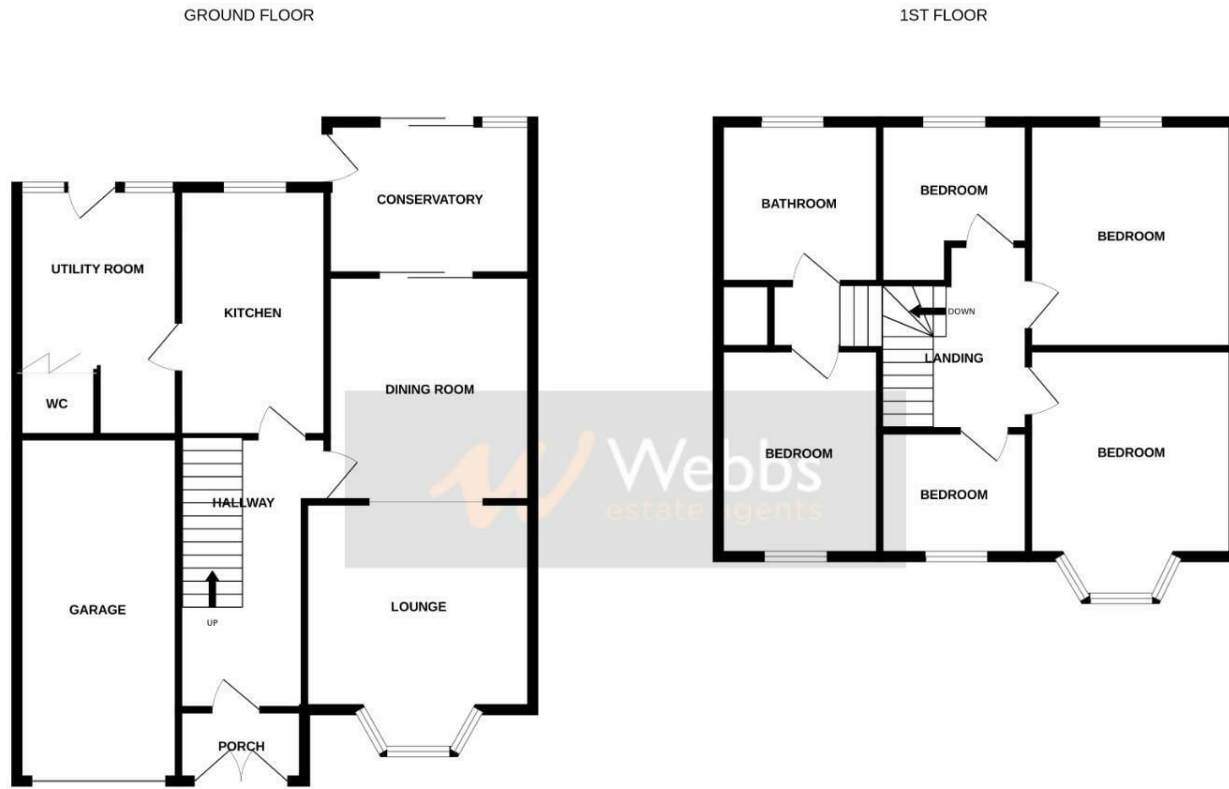 GROUND FLOOR
1ST FLOOR
CONSERVATORY
UTILITY ROOM
KITCHEN
DINING ROOM
WC
HALLWAY
GARAGE
LOUNGE
UP
PORCH
BATHROOM
BEDROOM
BEDROOM
DOWN
LANDING
BEDROOM
BEDROOM
BEDROOM
Webbs
estate agents